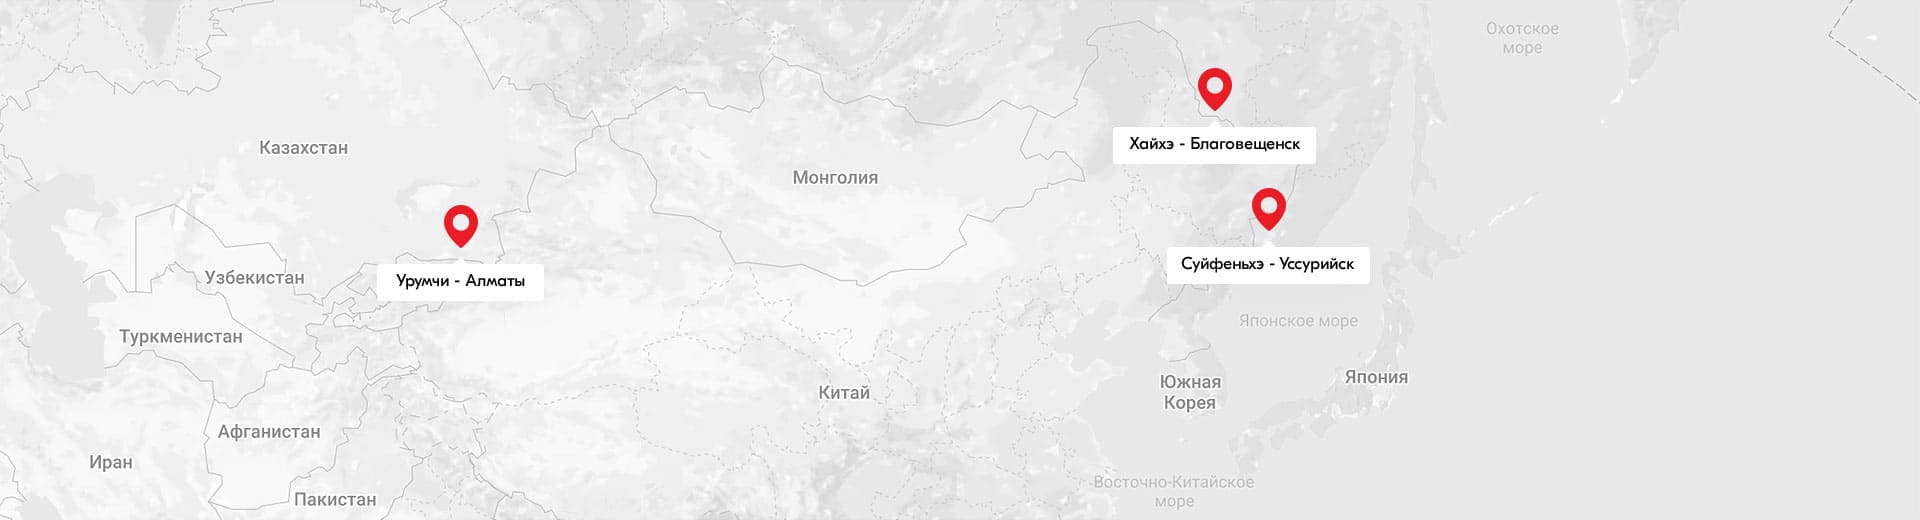 Охотское
море
Хайхэ - Благовещенск
Казахстан
Монголия
Суйфеньхэ - Уссурийск
Урумчи - Алматы
Узбекистан
Японское море
Туркменистан
Япония
Южная
Корея
Китай
Афганистан
Иран
Восточно-Китайское
море
Пакистан